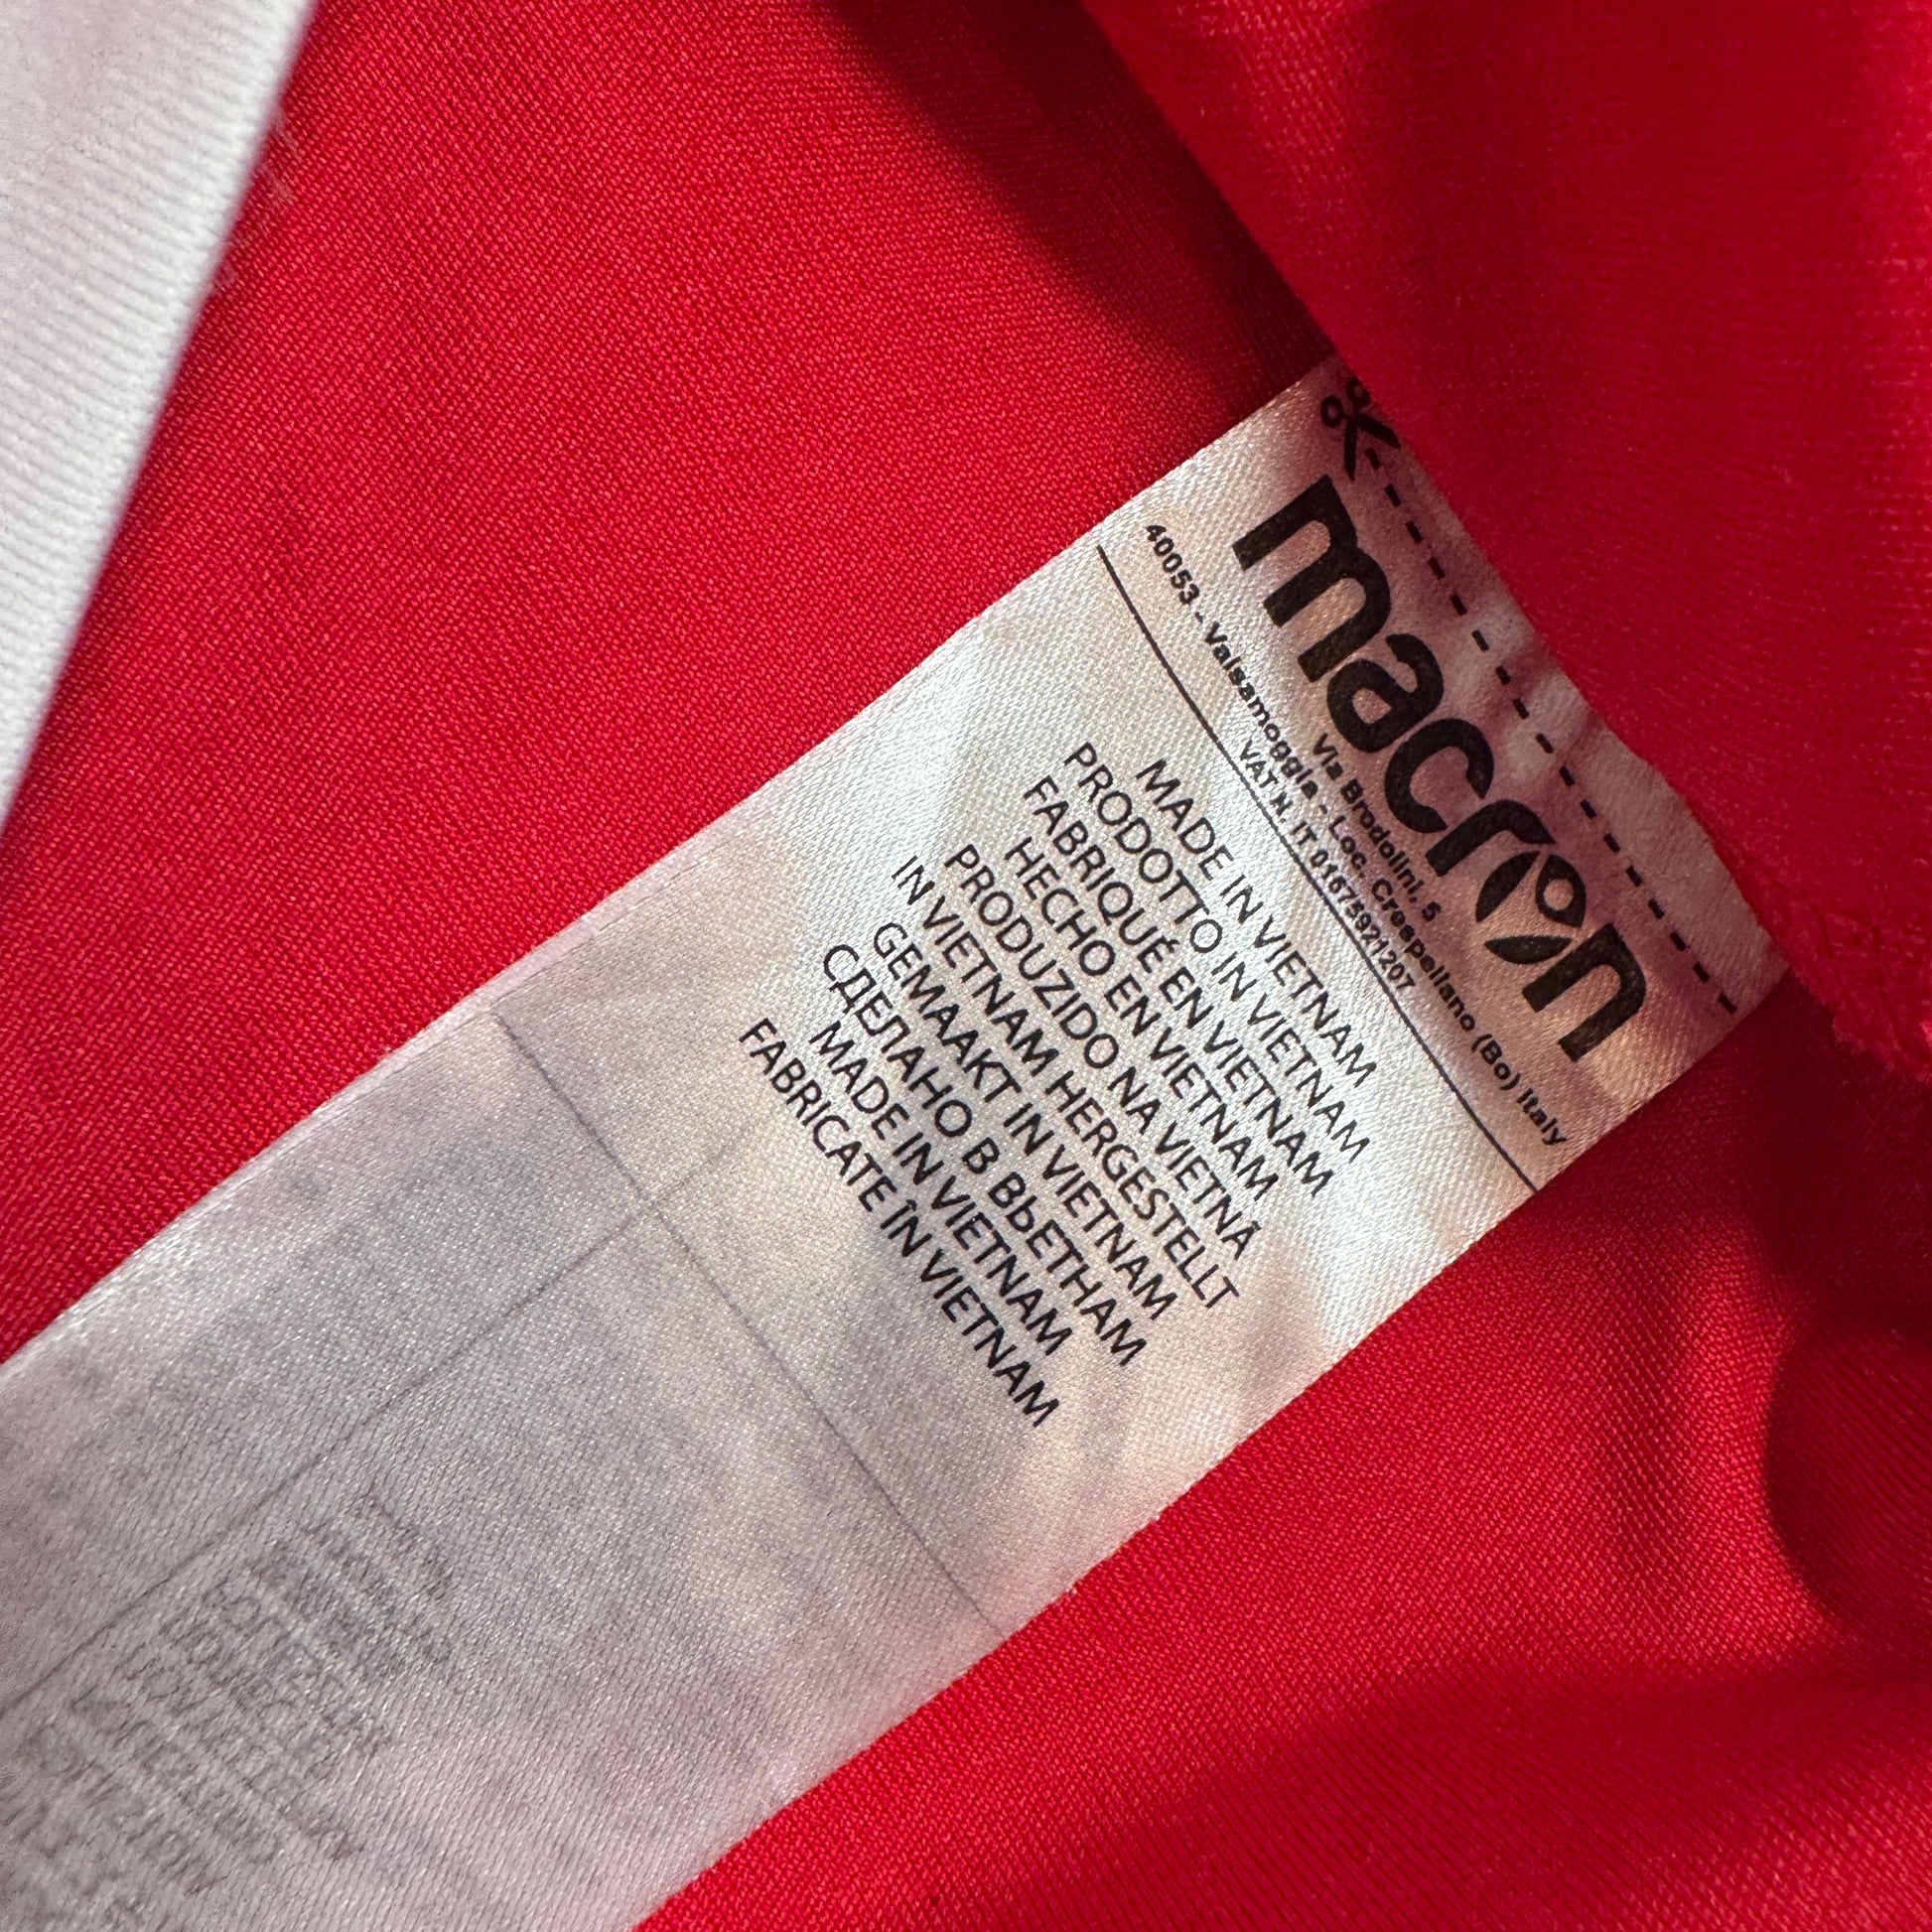 macron
Via Brodolini, 5
40053 - Valsamoggia - Loc. Crespellano (Bo) Italy
VAT N. IT 01675921207
MADE IN VIETNAM
PRODOTTO IN VIETNAM
FABRIQUÉ EN VIETNAM
HECHO EN VIETNAM
PRODUZIDO NA VIETNÃ
IN VIETNAM HERGESTELLT
GEMAAKT IN VIETNAM
СДЕЛАНО В ВЬЕТНАМ
MADE IN VIETNAM
FABRICATE ÎN VIETNAM